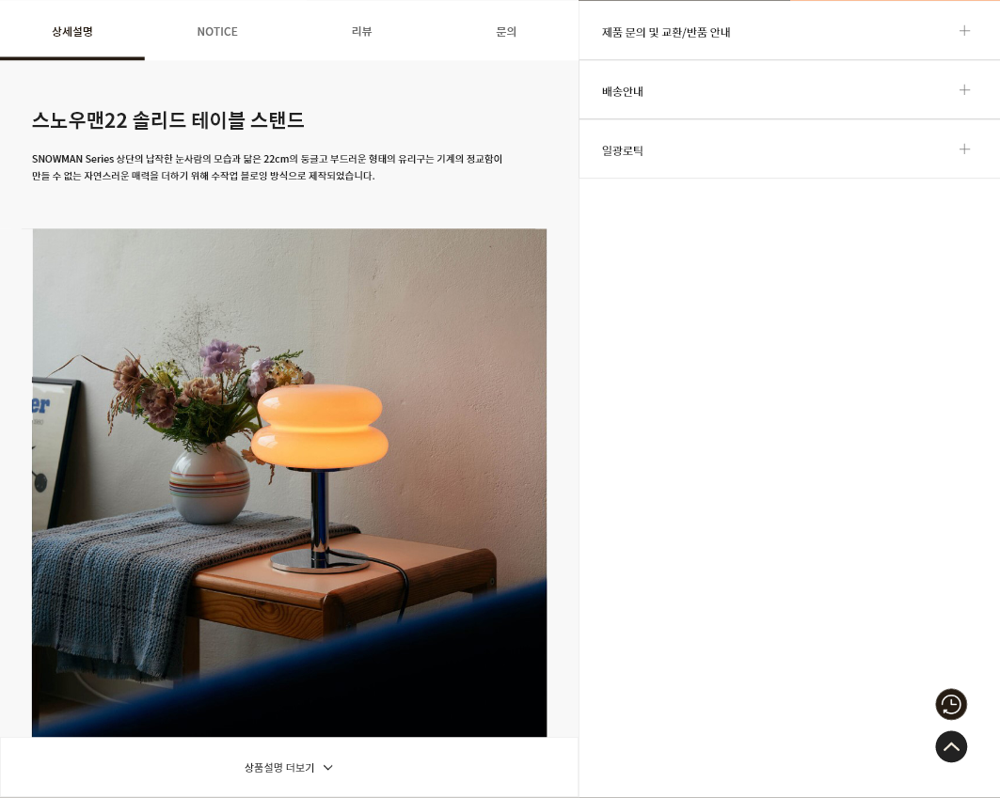 상세설명
NOTICE
리뷰
문의
스노우맨22 솔리드 테이블 스탠드
SNOWMAN Series 상단의 납작한 눈사람의 모습과 닮은 22cm의 둥글고 부드러운 형태의 유리구는 기계의 정교함이
만들 수 없는 자연스러운 매력을 더하기 위해 수작업 블로잉 방식으로 제작되었습니다.
er
상품설명 더보기
제품 문의 및 교환/반품 안내
배송안내
일광로틱